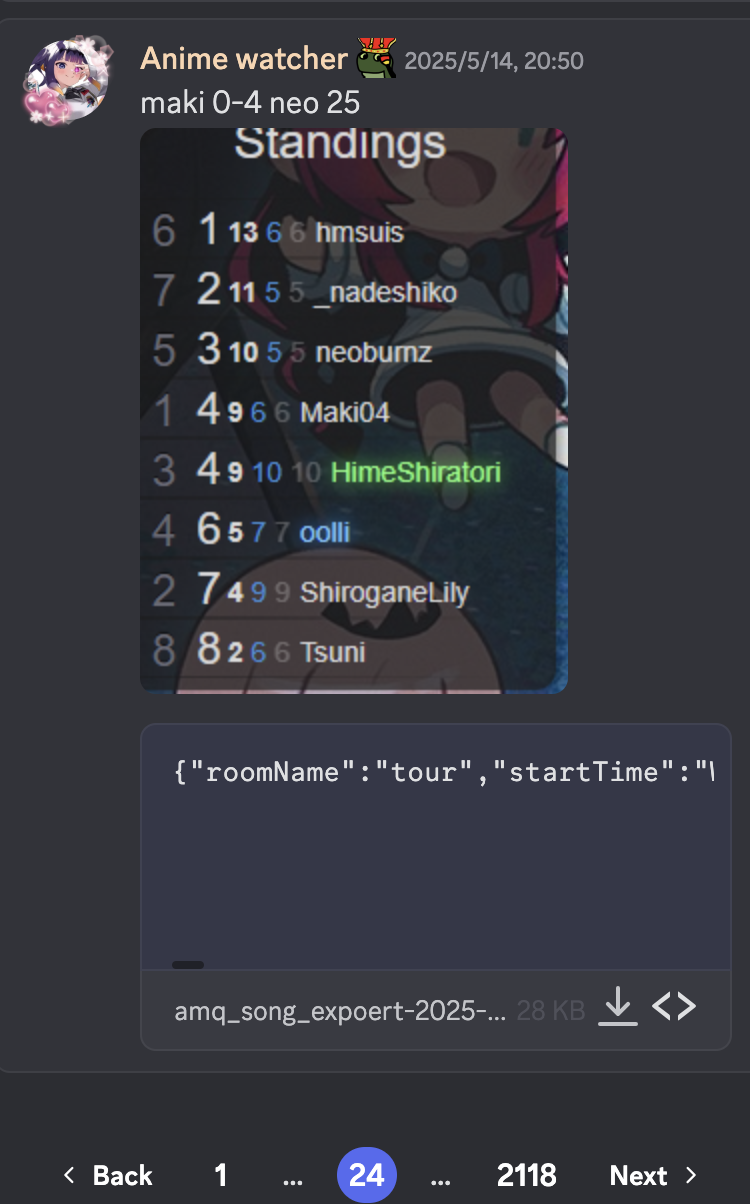 Anime watcher 2025/5/14, 20:50
maki 0-4 neo 25
Standings
6 1 13 6 6 hmsuis
7 2 11 5 5 _nadeshiko
5 3 10 5 5 neoburnz
1 4 9 6 6 Maki04
3 4 9 10 10 HimeShiratori
4 6 5 7 7 oolli
2 7 4 9 9 ShiroganeLily
8 8 2 6 6 Tsuni
{"roomName":"tour","startTime":"
amq_song_expoert-2025-... 28 KB
Back 1 ... 24 ... 2118 Next